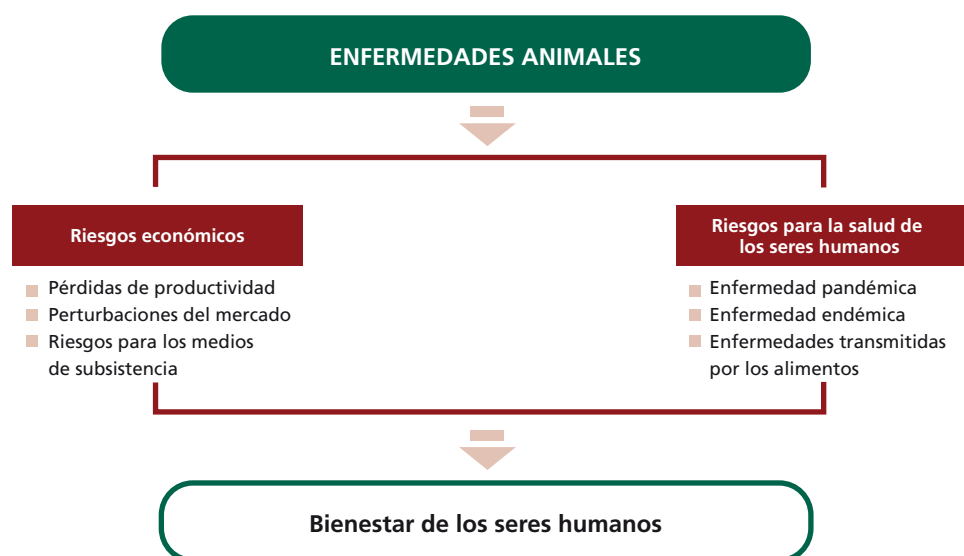 ENFERMEDADES ANIMALES
Riesgos económicos
Pérdidas de productividad
Perturbaciones del mercado
Riesgos para los medios
de subsistencia
Riesgos para la salud de
los seres humanos
Enfermedad pandémica
Enfermedad endémica
Enfermedades transmitidas
por los alimentos
Bienestar de los seres humanos